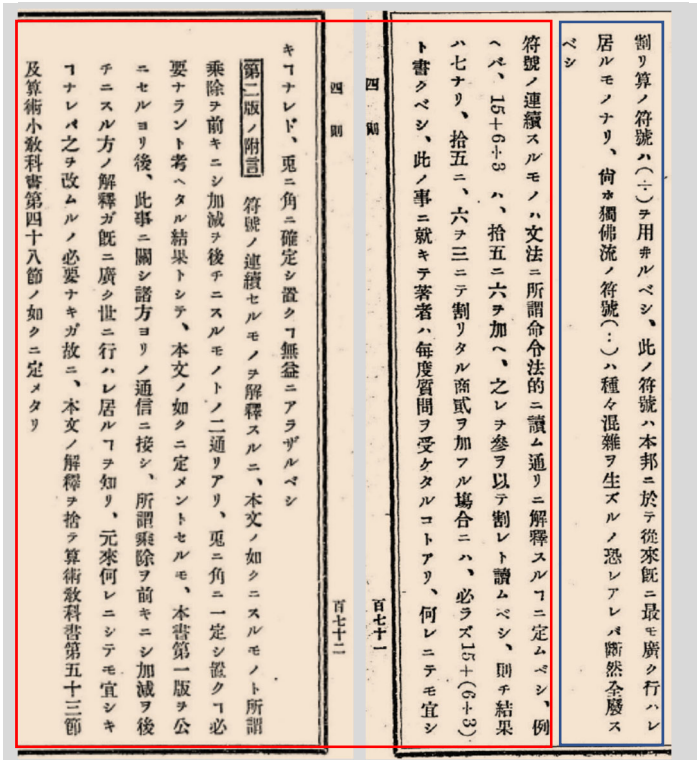 割リ算ノ符號ハ(÷)ヲ用井ルベシ、此ノ符號ハ本邦ニ於テ從來既ニ最モ廣ク行ハレ
居ルモノナリ、尙ホ獨佛流ノ符號(:)ハ種々混雜ヲ生ズルノ恐レアレバ斷然全廢ス
ベシ
符號ノ連續スルモノハ文法ニ所謂命令法的ニ讀ム通リニ解釋スルヿニ定ムベシ、例
ヘバ、15+6÷3 ハ、拾五ニ六ヲ加ヘ、之レヲ參ヲ以テ割レト讀ムベシ、則チ結果
ハ七ナリ、拾五ニ、六ヲ三ニテ割リタル商貳ヲ加フル塲合ニハ、必ラズ15+(6÷3)
ト書クベシ、此ノ事ニ就キテ著者ハ每度質問ヲ受ケタルコトアリ、何レニテモ宜シ
四則
百七十一
四則
百七十二
キヿナレド、兎ニ角ニ確定シ置クヿ無益ニアラザルベシ
第二版ノ附言 符號ノ連續セルモノヲ解釋スルニ、本文ノ如クニスルモノト所謂
乘除ヲ前キニシ加減ヲ後チニスルモノトノ二通リアリ、兎ニ角ニ一定シ置クヿ必
要ナラント考ヘタル結果トシテ、本文ノ如クニ定メントセルモ、本書第一版ヲ公
ニセルヨリ後、此事ニ關シ諸方ヨリノ通信ニ接シ、所謂乘除ヲ前キニシ加減ヲ後
チニスル方ノ解釋ガ既ニ廣ク世ニ行ハレ居ルヿヲ知リ、元來何レニシテモ宜シキ
ヿナレバ之ヲ改ムルノ必要ナキガ故ニ、本文ノ解釋ヲ捨テ算術敎科書第五十三節
及算術小敎科書第四十八節ノ如クニ定メタリ